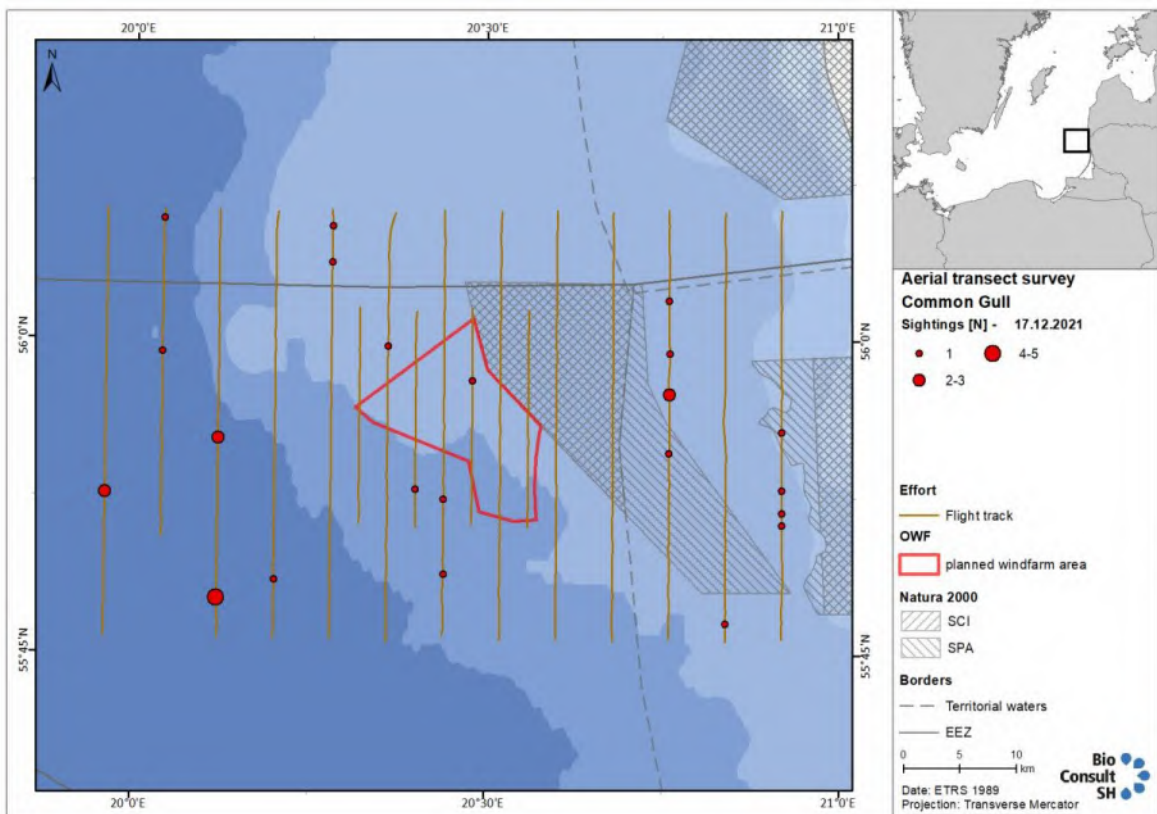 20°0'E
20°30'E
21°0'E
N
56°0'N
56°0'N
55°45'N
55°45'N
20°0'E
20°30'E
21°0'E
Aerial transect survey
Common Gull
Sightings [N] - 17.12.2021
1
4-5
2-3
Effort
Flight track
OWF
planned windfarm area
Natura 2000
SCI
SPA
Borders
Territorial waters
EEZ
0 5 10
km
Date: ETRS 1989
Projection: Transverse Mercator
Bio
Consult
SH